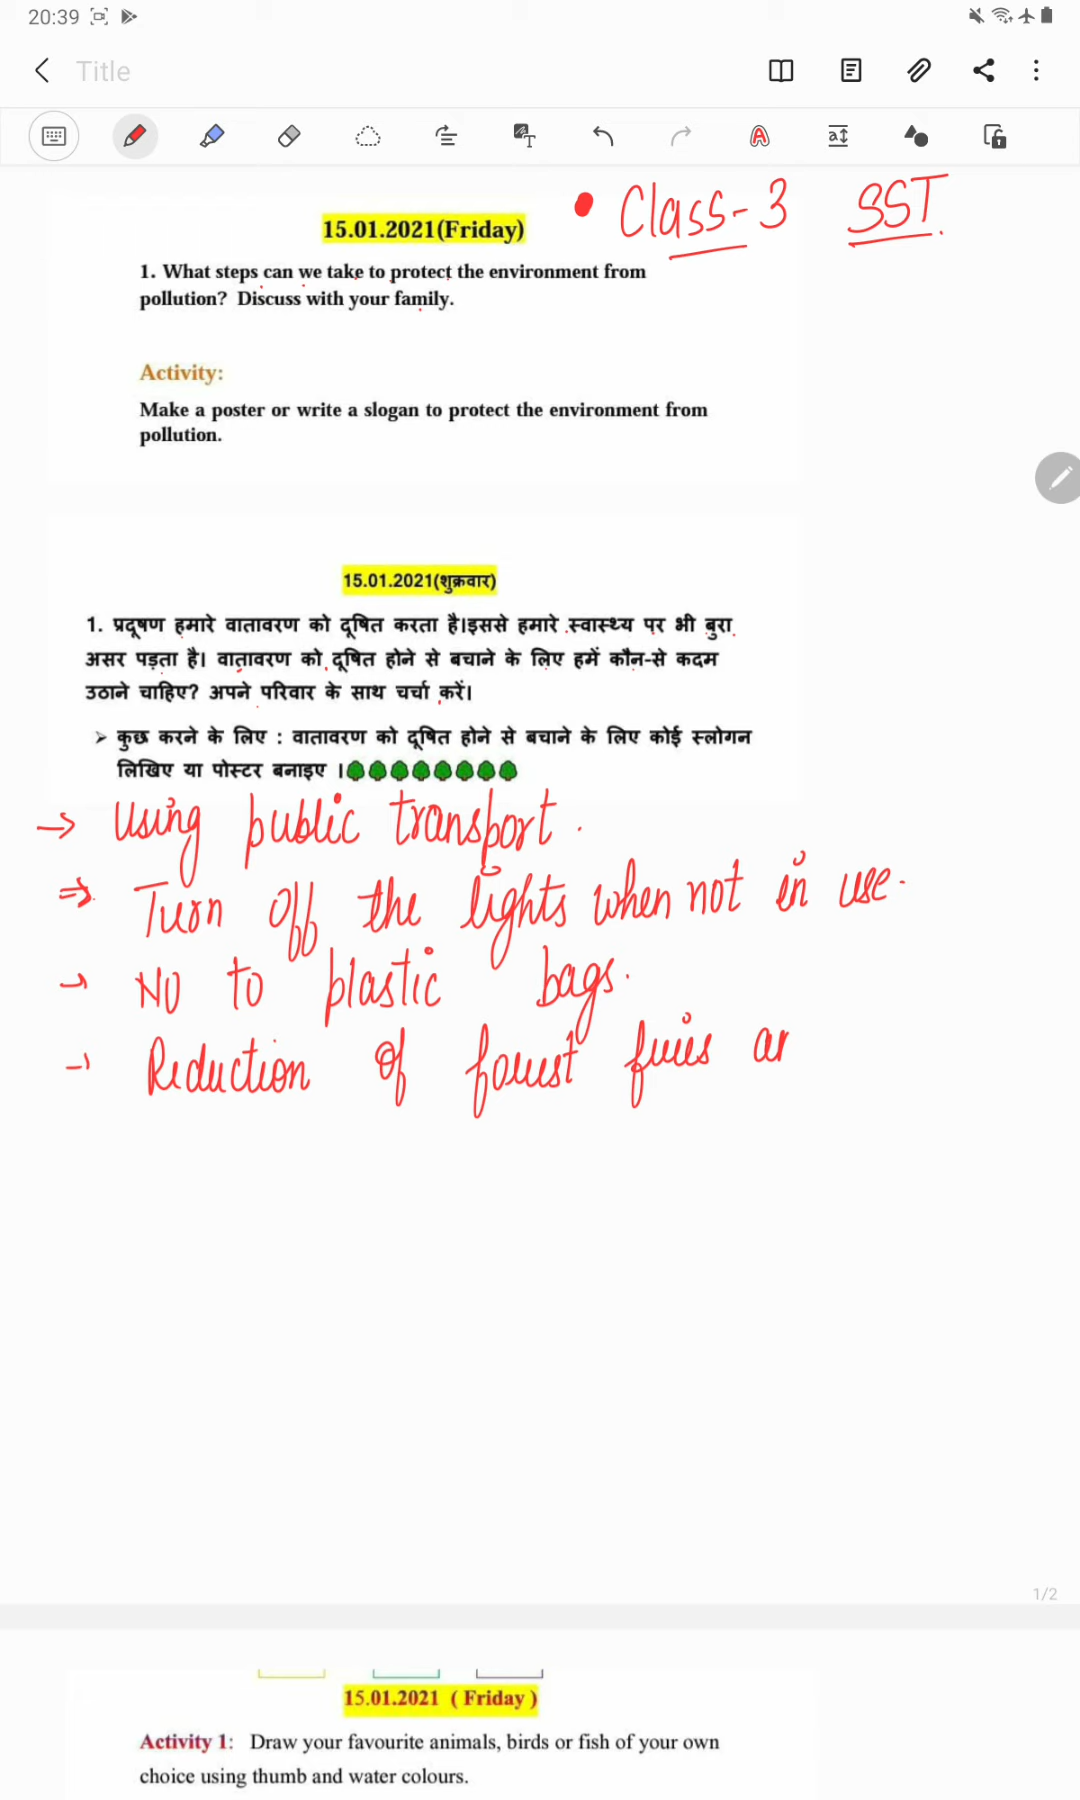 20:39
Title
• Class-3 SST.
15.01.2021(Friday)
1. What steps can we take to protect the environment from
pollution? Discuss with your family.
Activity:
Make a poster or write a slogan to protect the environment from
pollution.
15.01.2021(शुक्रवार)
1. प्रदूषण हमारे वातावरण को दूषित करता है।इससे हमारे स्वास्थ्य पर भी बुरा
असर पड़ता है। वातावरण को दूषित होने से बचाने के लिए हमें कौन-से कदम
उठाने चाहिए? अपने परिवार के साथ चर्चा करें।
➢ कुछ करने के लिए : वातावरण को दूषित होने से बचाने के लिए कोई स्लोगन
लिखिए या पोस्टर बनाइए ।🌳🌳🌳🌳🌳🌳🌳🌳
→ Using public transport.
⇒ Turn off the lights when not in use.
→ NO to plastic bags.
→ Reduction of forest fires an
1/2
15.01.2021 ( Friday )
Activity 1: Draw your favourite animals, birds or fish of your own
choice using thumb and water colours.